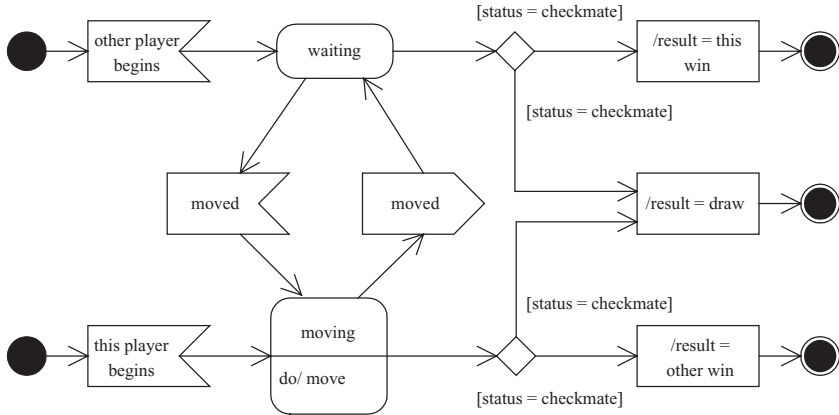 [status = checkmate]
other player
begins
waiting
/result = this
win
[status = checkmate]
moved
moved
/result = draw
[status = checkmate]
this player
begins
moving
do/ move
/result =
other win
[status = checkmate]